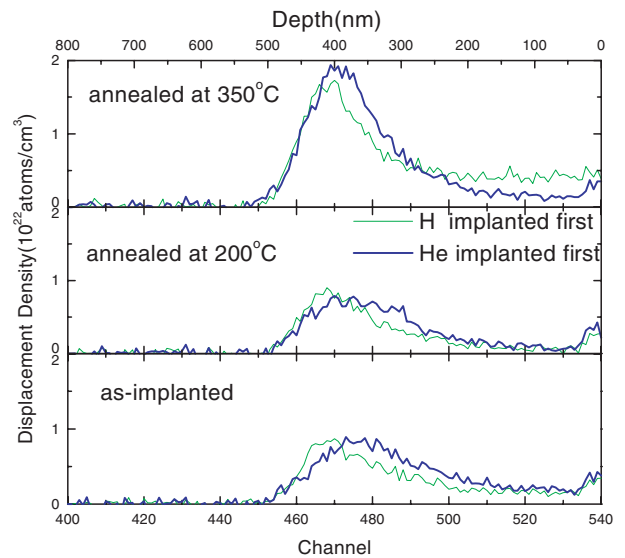 Depth(nm)
800 700 600 500 400 300 200 100 0
2
annealed at 350°C
1
0
H implanted first
annealed at 200°C
He implanted first
1
0
2
as-implanted
1
0
400 420 440 460 480 500 520 540
Channel
Displacement Density(10²²atoms/cm³)